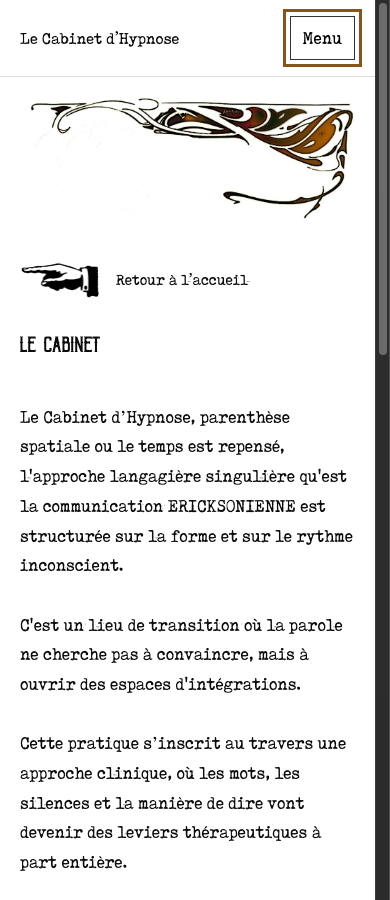 Le Cabinet d’Hypnose
Menu
Retour à l’accueil
LE CABINET
Le Cabinet d’Hypnose, parenthèse
spatiale ou le temps est repensé,
l'approche langagière singulière qu'est
la communication ERICKSONIENNE est
structurée sur la forme et sur le rythme
inconscient.
C'est un lieu de transition où la parole
ne cherche pas à convaincre, mais à
ouvrir des espaces d'intégrations.
Cette pratique s’inscrit au travers une
approche clinique, où les mots, les
silences et la manière de dire vont
devenir des leviers thérapeutiques à
part entière.